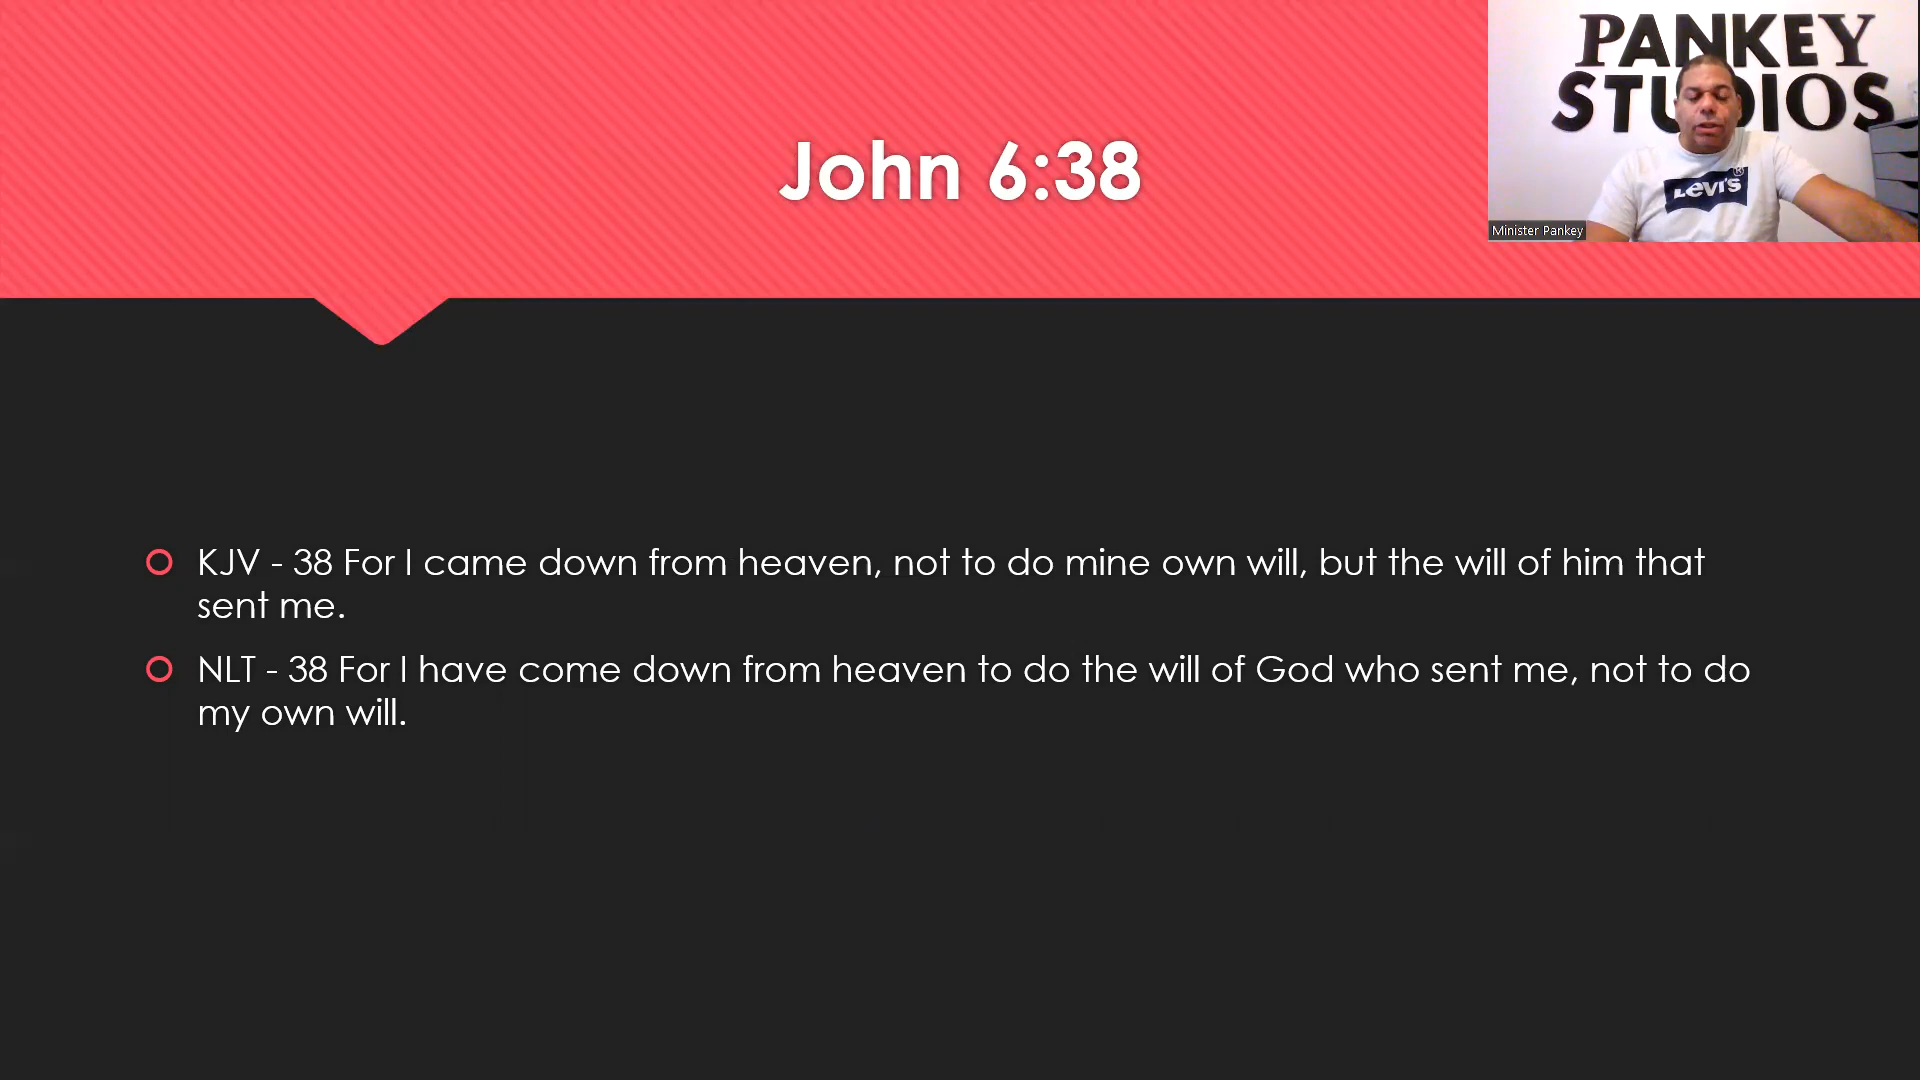 PANKEY
STUDIOS
LEVI'S
®
Minister Pankey
John 6:38
KJV - 38 For I came down from heaven, not to do mine own will, but the will of him that
sent me.
NLT - 38 For I have come down from heaven to do the will of God who sent me, not to do
my own will.